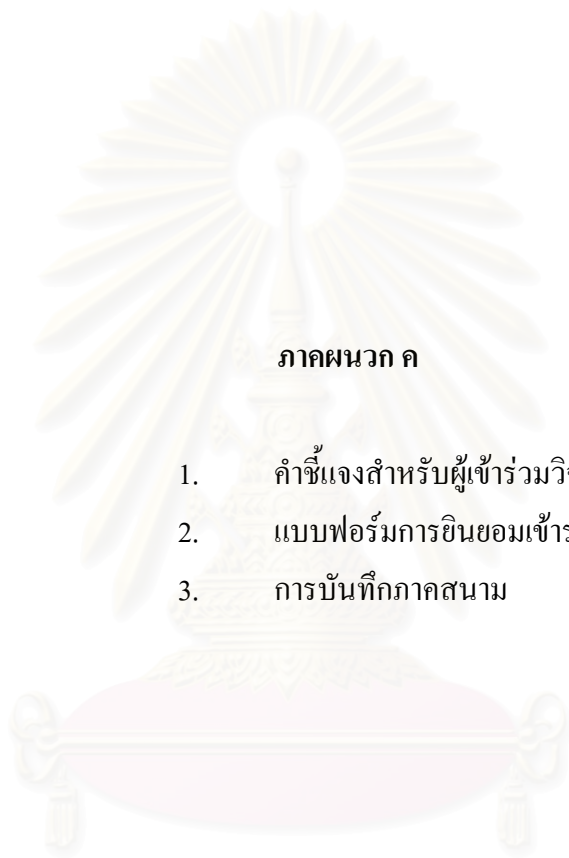 ภาคผนวก ค
1. คำชี้แจงสำหรับผู้เข้าร่วม
2. แบบฟอร์มการยินยอม
3. การบันทึกภาคสนาม